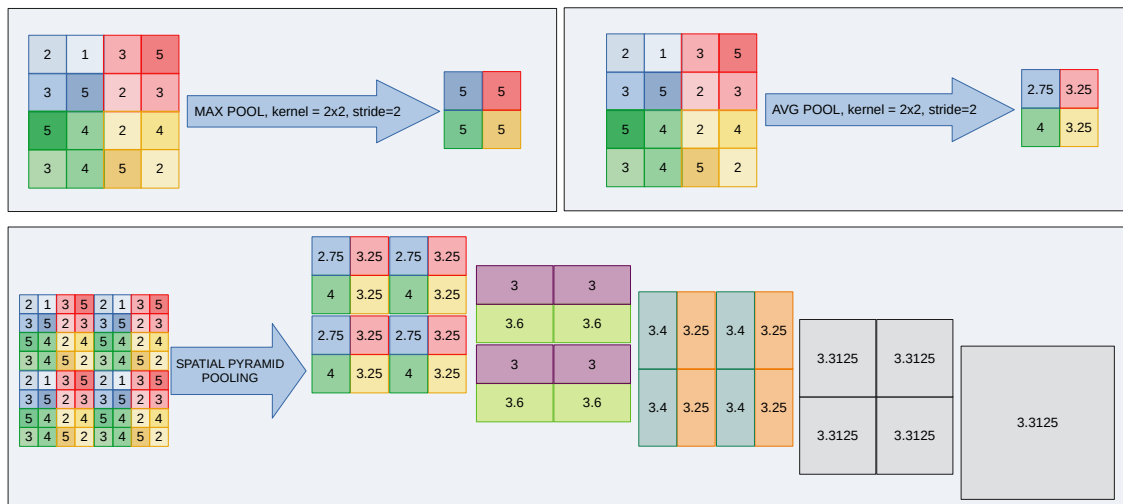 2 1 3 5
3 5 2 3
5 4 2 4
3 4 5 2
MAX POOL, kernel = 2x2, stride=2
5 5
5 5
2 1 3 5
3 5 2 3
5 4 2 4
3 4 5 2
AVG POOL, kernel = 2x2, stride=2
2.75 3.25
4 3.25
2 1 3 5 2 1 3 5
3 5 2 3 3 5 2 3
5 4 2 4 5 4 2 4
3 4 5 2 3 4 5 2
2 1 3 5 2 1 3 5
3 5 2 3 3 5 2 3
5 4 2 4 5 4 2 4
3 4 5 2 3 4 5 2
SPATIAL PYRAMID
POOLING
2.75 3.25 2.75 3.25
4 3.25 4 3.25
2.75 3.25 2.75 3.25
4 3.25 4 3.25
3 3
3.6 3.6
3 3
3.6 3.6
3.4 3.25 3.4 3.25
3.4 3.25 3.4 3.25
3.3125 3.3125
3.3125 3.3125
3.3125